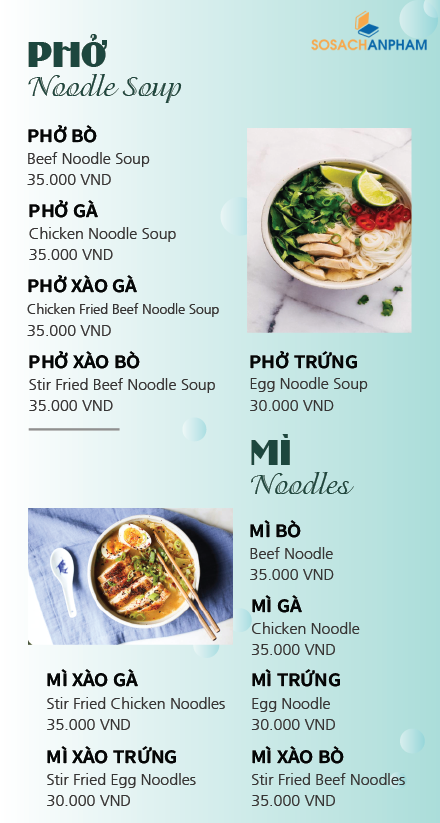 SOSACHANPHAM
PHỞ
Noodle Soup
PHỞ BÒ
Beef Noodle Soup
35.000 VND
PHỞ GÀ
Chicken Noodle Soup
35.000 VND
PHỞ XÀO GÀ
Chicken Fried Beef Noodle Soup
35.000 VND
PHỞ XÀO BÒ
Stir Fried Beef Noodle Soup
35.000 VND
PHỞ TRỨNG
Egg Noodle Soup
30.000 VND
MÌ
Noodles
MÌ BÒ
Beef Noodle
35.000 VND
MÌ GÀ
Chicken Noodle
35.000 VND
MÌ XÀO GÀ
Stir Fried Chicken Noodles
35.000 VND
MÌ TRỨNG
Egg Noodle
30.000 VND
MÌ XÀO TRỨNG
Stir Fried Egg Noodles
30.000 VND
MÌ XÀO BÒ
Stir Fried Beef Noodles
35.000 VND